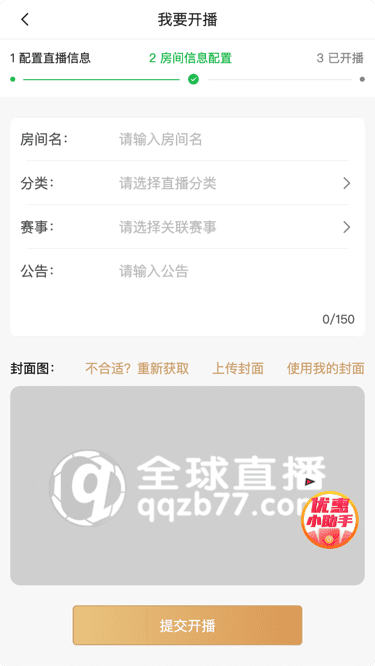 我要开播
1 配置直播信息 2 房间信息配置 3 已开播
房间名： 请输入房间名
分类： 请选择直播分类
赛事： 请选择关联赛事
公告： 请输入公告
0/150
封面图： 不合适？重新获取 上传封面 使用我的封面
全球直播
qqzb77.com
优惠
小助手
提交开播